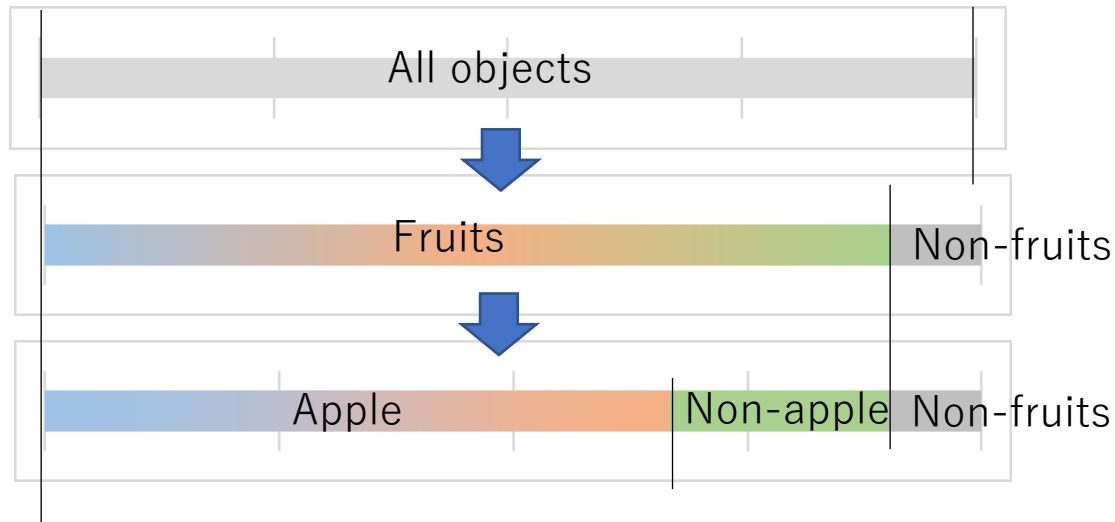 All objects
Fruits
Non-fruits
Apple
Non-apple
Non-fruits